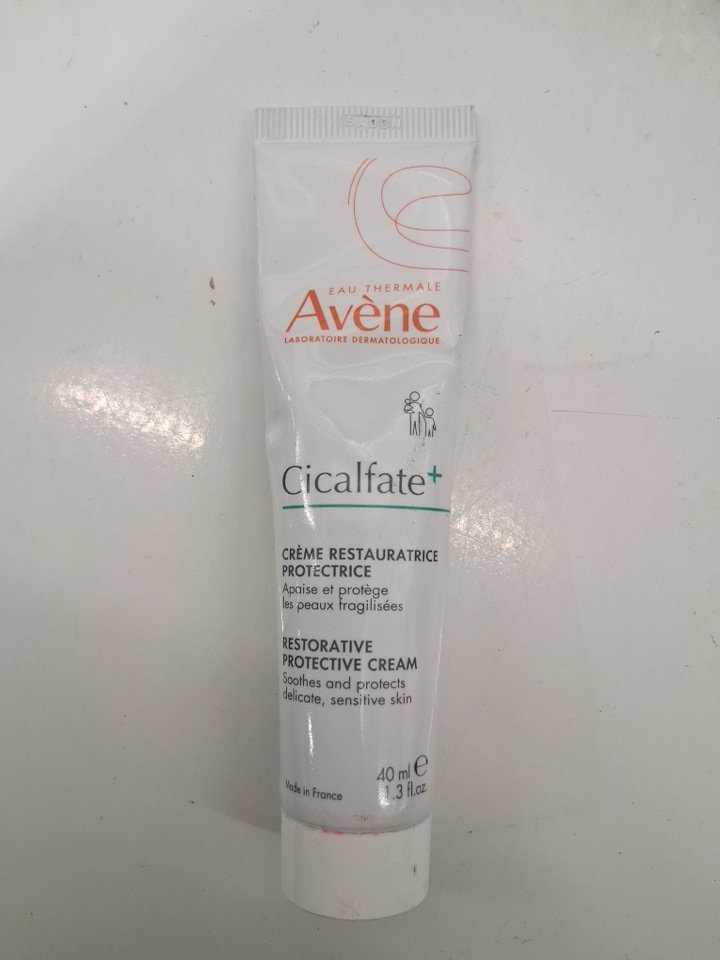 EAU THERMALE
Avène
LABORATOIRE DERMATOLOGIQUE
Cicalfate+
CRÈME RESTAURATRICE
PROTECTRICE
Apaise et protège
les peaux fragilisées
RESTORATIVE
PROTECTIVE CREAM
Soothes and protects
delicate, sensitive skin
40 ml e
Made in France
1.3 fl.oz